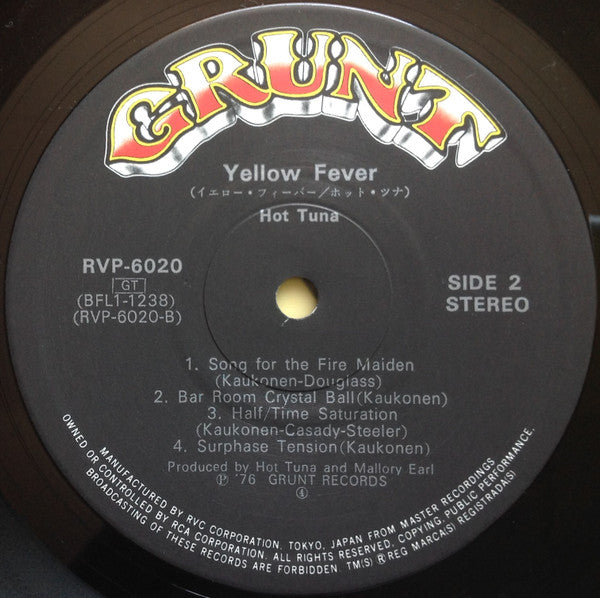 GRUNT
Yellow Fever
(イエロー・フィーバー/ホット・ツナ)
Hot Tuna
RVP-6020
GT
(BFL1-1238)
(RVP-6020-B)
SIDE 2
STEREO
1. Song for the Fire Maiden
(Kaukonen-Dougiass)
2. Bar Room Crystal Ball(Kaukonen)
3. Half/Time Saturation
(Kaukonen-Casady-Steeler)
4. Surphase Tension(Kaukonen)
Produced by Hot Tuna and Mallory Earl
Ⓟ '76 GRUNT RECORDS
④
MANUFACTURED BY RVC CORPORATION, TOKYO, JAPAN FROM MASTER RECORDINGS
OWNED OR CONTROLLED BY RCA CORPORATION. ALL RIGHTS RESERVED. COPYING, PUBLIC PERFORMANCE,
BROADCASTING OF THESE RECORDS ARE FORBIDDEN. TM(S) ® REG MARCA(S) REGISTRADA(S)